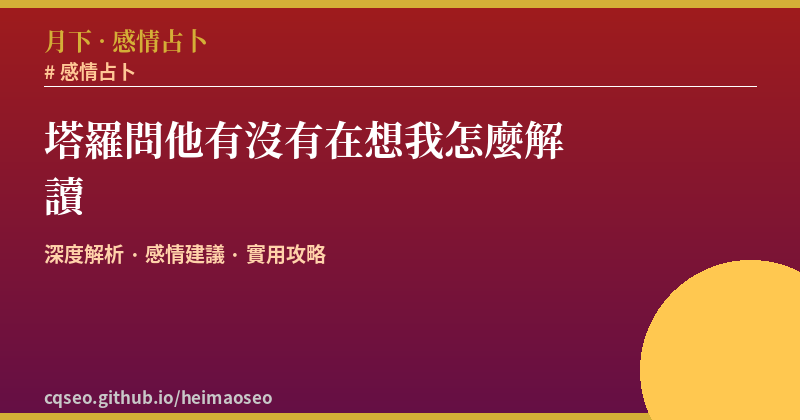 月下 · 感情占卜
# 感情占卜
塔羅問他有沒有在想我怎麼解
讀
深度解析 · 感情建議 · 實用攻略
cqseo.github.io/heimaoseo